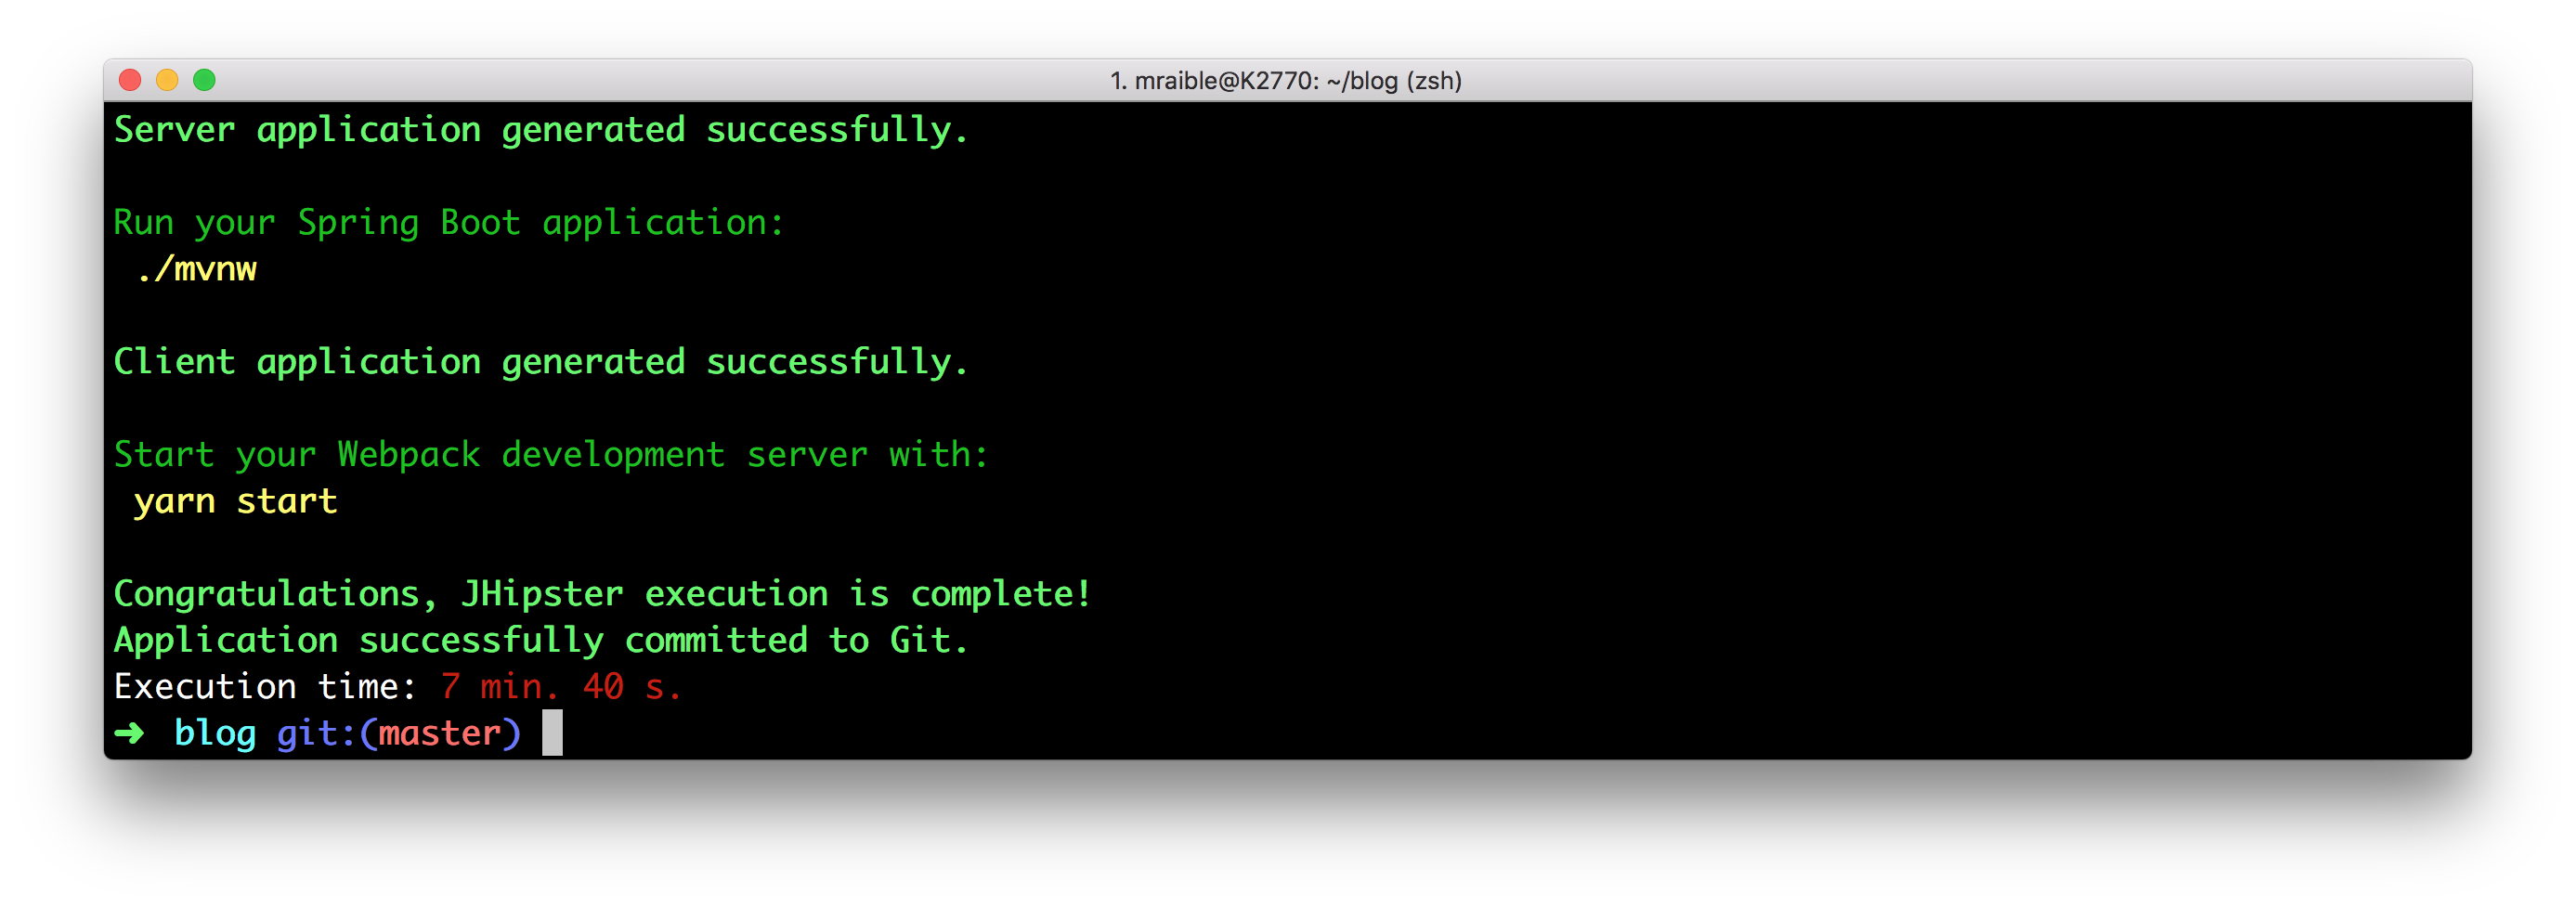 1. mraible@K2770: ~/blog (zsh)
Server application generated successfully.
Run your Spring Boot application:
./mvnw
Client application generated successfully.
Start your Webpack development server with:
yarn start
Congratulations, JHipster execution is complete!
Application successfully committed to Git.
Execution time: 7 min. 40 s.
➜ blog git:(master)